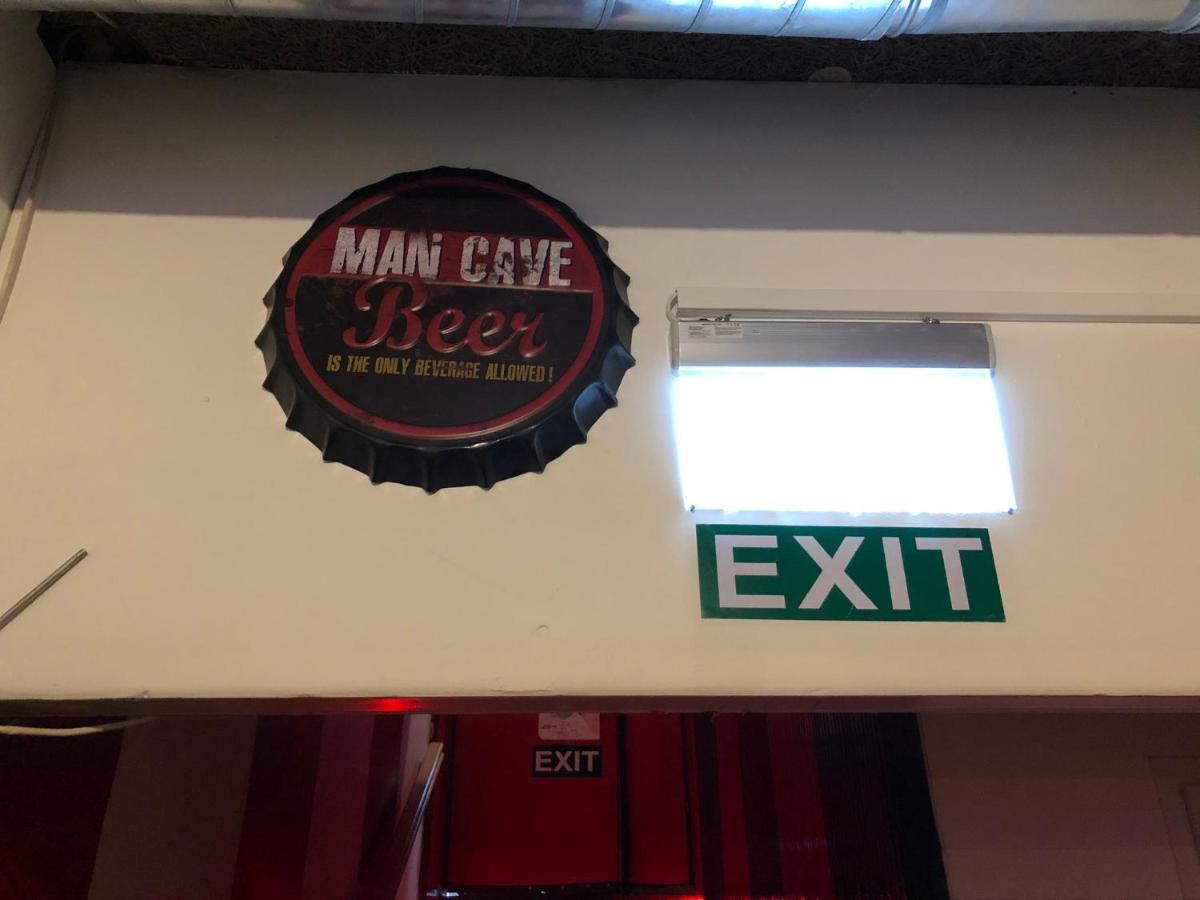 MAN CAVE
Beer
IS THE ONLY BEVERAGE ALLOWED!
EXIT
EXIT